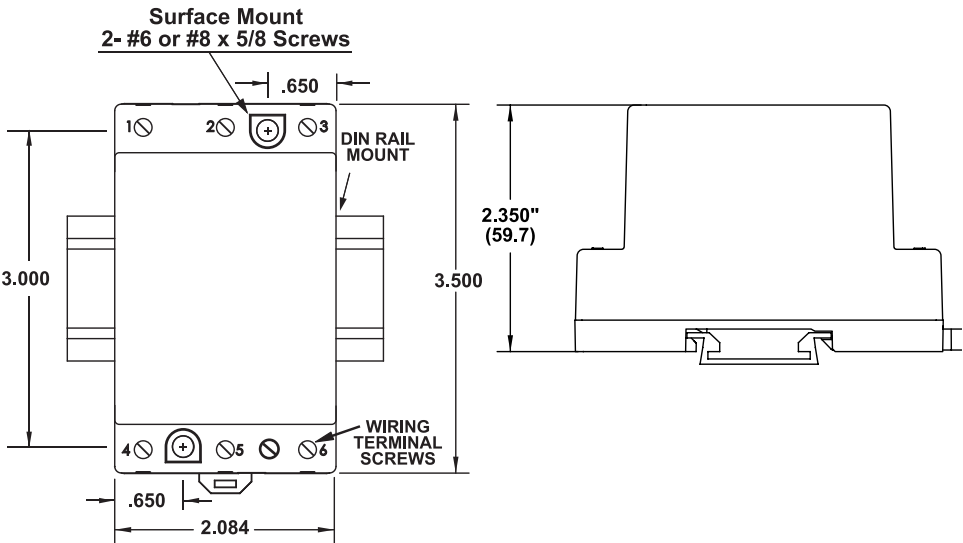 Surface Mount
2- #6 or #8 x 5/8 Screws
.650
1
2
3
DIN RAIL
MOUNT
2.350"
(59.7)
3.000
3.500
4
5
6
WIRING
TERMINAL
SCREWS
.650
2.084